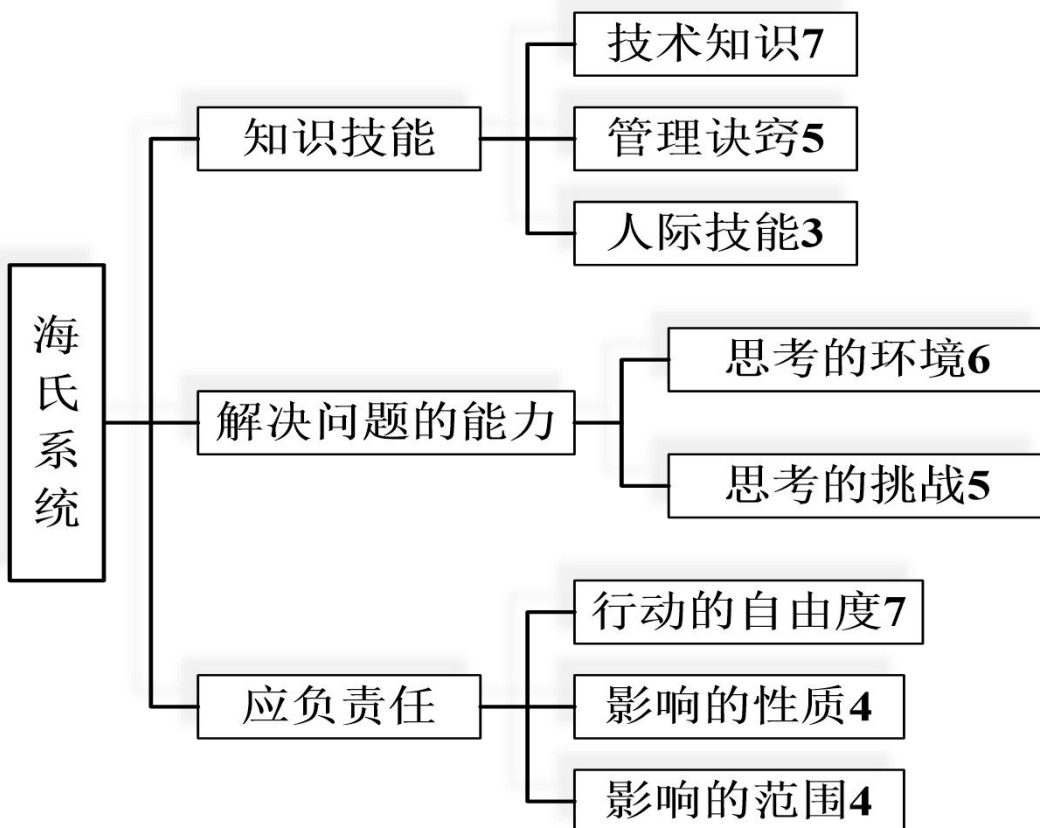 海氏系统
知识技能
技术知识7
管理诀窍5
人际技能3
解决问题的能力
思考的环境6
思考的挑战5
应负责任
行动的自由度7
影响的性质4
影响的范围4